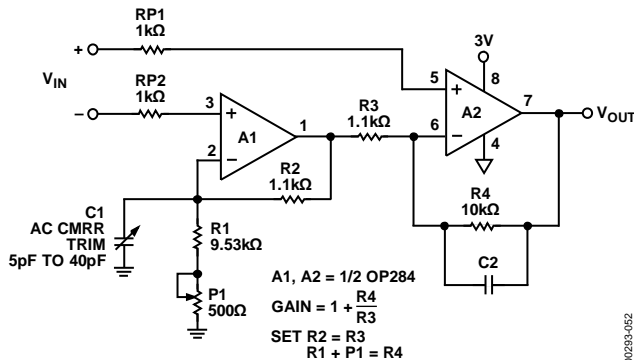 RP1
1kΩ
+
3V
RP2
1kΩ
VIN
−
5
+
8
A2
7
VOUT
6
−
4
3
+
A1
1
2
−
R3
1.1kΩ
R2
1.1kΩ
C1
AC CMRR
TRIM
5pF TO 40pF
R1
9.53kΩ
R4
10kΩ
C2
P1
500Ω
A1, A2 = 1/2 OP284
GAIN = 1 + R4
R3
SET R2 = R3
R1 + P1 = R4
00293-052